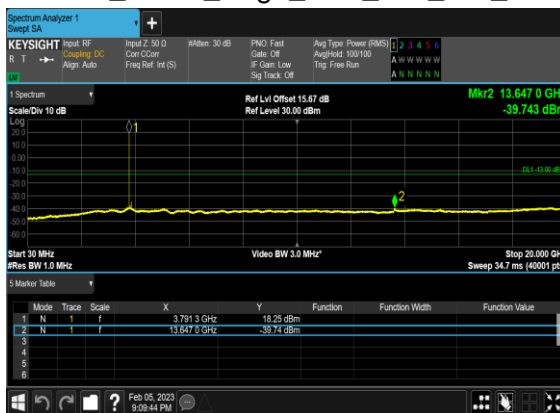 Spectrum Analyzer 1
Swept SA
+
KEYSIGHT Input: RF Input Z: 50 Ω #Atten: 30 dB PNO: Fast Avg Type: Power (RMS) 1 2 3 4 5 6
R T Coupling: DC Corr CCorr Gate: Off Avg|Hold: 100/100 A W W W W W
Align: Auto Freq Ref: Int (S) IF Gain: Low Trig: Free Run A N N N N N
Sig Track: Off
1 Spectrum
Ref Lvl Offset 15.67 dB Mkr2 13.647 0 GH
Scale/Div 10 dB Ref Level 30.00 dBm -39.743 dBr
Log
20.0 1
10.0
0.00
-10.0 DL1 -13.00 dB
-20.0
-30.0 2
-40.0
-50.0
-60.0
Start 30 MHz Video BW 3.0 MHz* Stop 20.000 GH
#Res BW 1.0 MHz Sweep 34.7 ms (40001 pt
5 Marker Table
Mode Trace Scale X Y Function Function Width Function Value
1 N 1 f 3.791 3 GHz 18.25 dBm
2 N 1 f 13.647 0 GHz -39.74 dBm
3
4
5
6
? Feb 05, 2023
9:09:44 PM